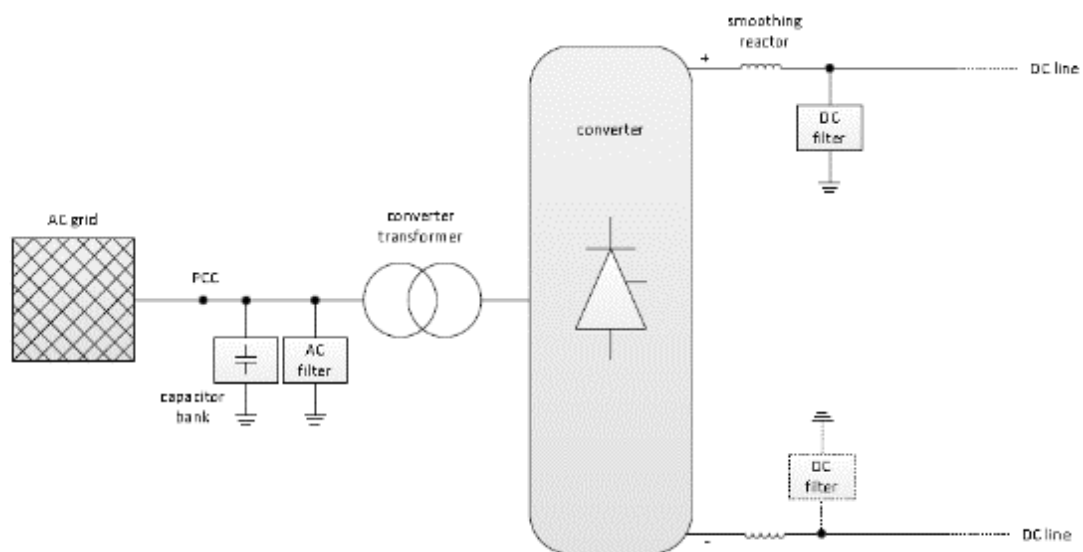 smoothing
reactor
+
DC line
DC
filter
converter
AC grid
converter
transformer
PCC
AC
filter
capacitor
bank
DC
filter
-
DC line